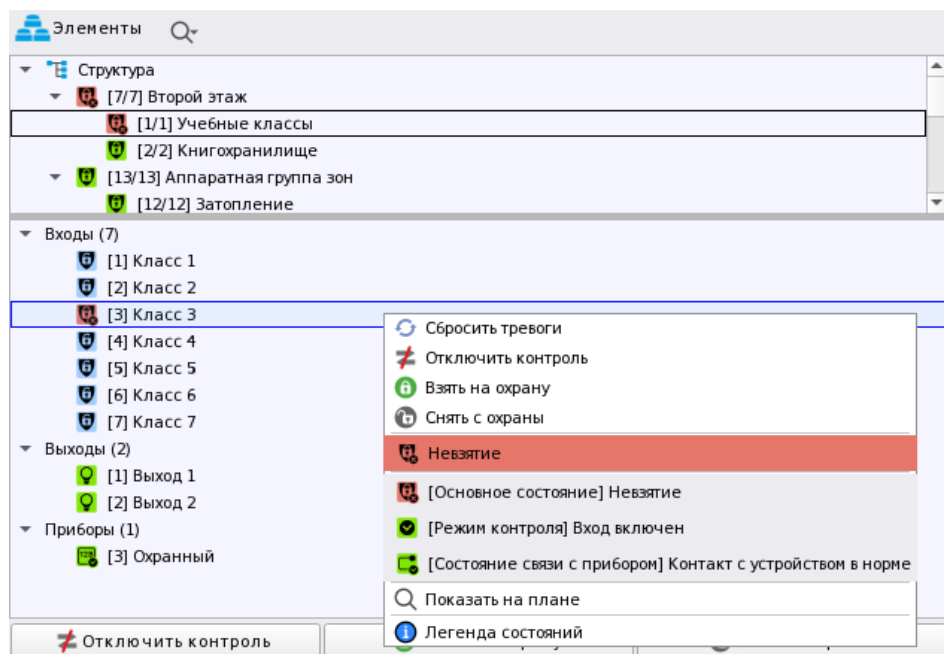 Элементы
Структура
[7/7] Второй этаж
[1/1] Учебные классы
[2/2] Книгохранилище
[13/13] Аппаратная группа зон
[12/12] Затопление
Входы (7)
[1] Класс 1
[2] Класс 2
[3] Класс 3
[4] Класс 4
[5] Класс 5
[6] Класс 6
[7] Класс 7
Выходы (2)
[1] Выход 1
[2] Выход 2
Приборы (1)
[3] Охранный
Сбросить тревоги
Отключить контроль
Взять на охрану
Снять с охраны
Невзятие
[Основное состояние] Невзятие
[Режим контроля] Вход включен
[Состояние связи с прибором] Контакт с устройством в норме
Показать на плане
Легенда состояний
Отключить контроль